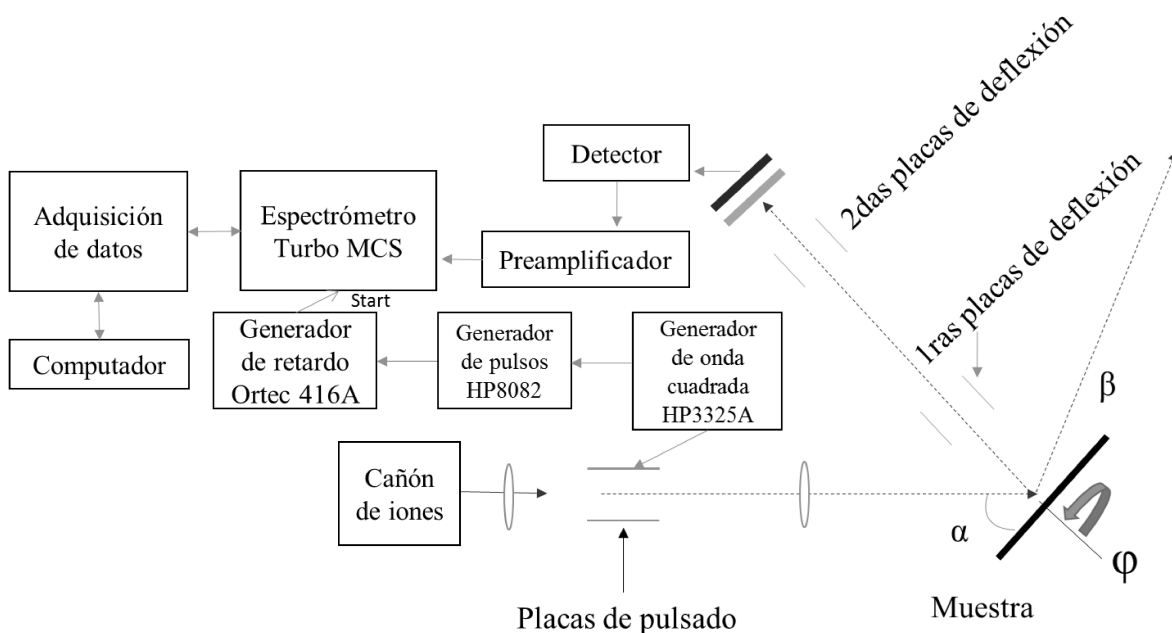 2das placas de deflexión
1ras placas de deflexión
Detector
Adquisición
de datos
Espectrómetro
Turbo MCS
Preamplificador
Start
Computador
Generador
de retardo
Ortec 416A
Generador
de pulsos
HP8082
Generador
de onda
cuadrada
HP3325A
β
Cañón
de iones
α
φ
Placas de pulsado
Muestra